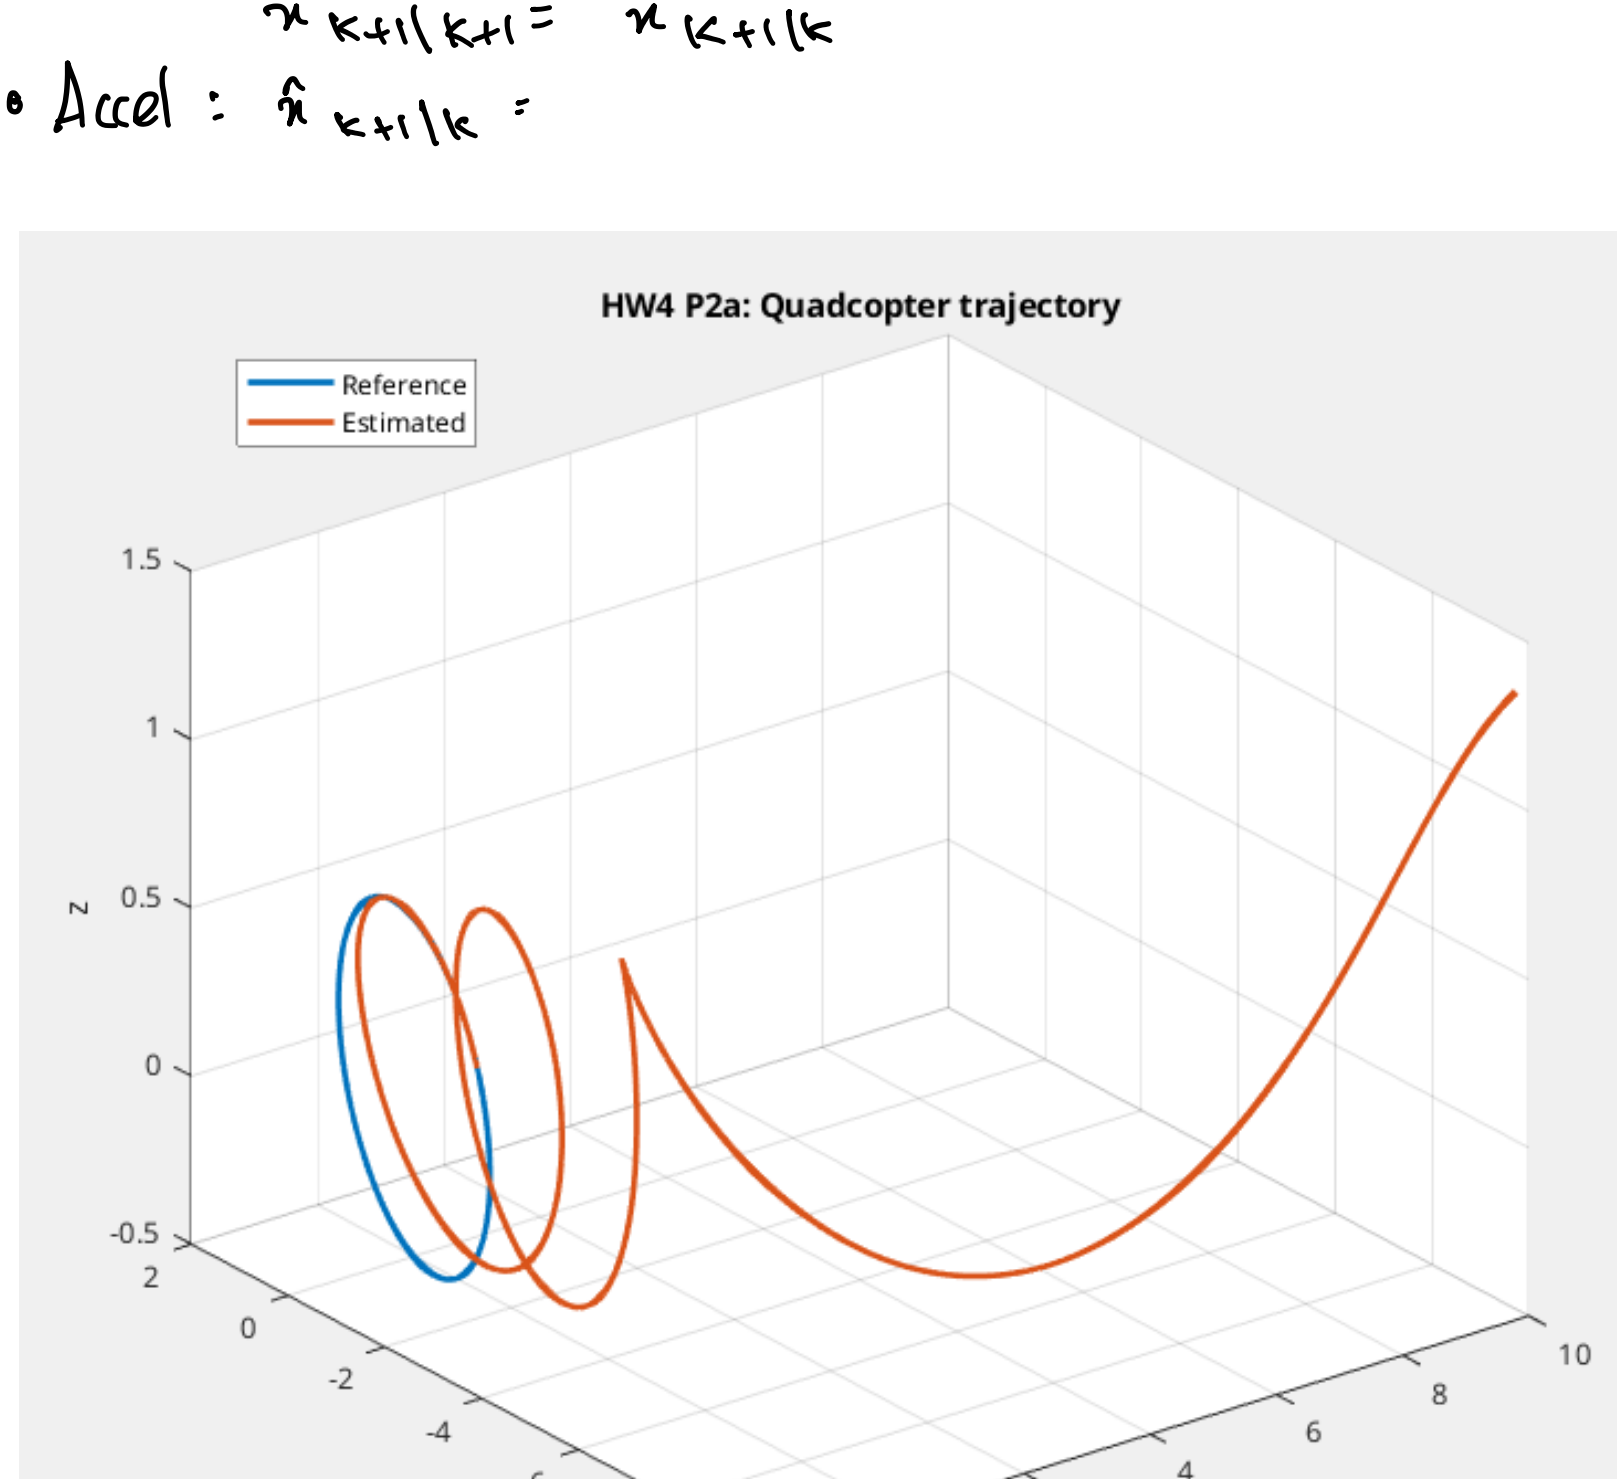 x k+1|k+1 = x k+1|k
• Accel : x̂ k+1|k =
HW4 P2a: Quadcopter trajectory
Reference
Estimated
1.5
1
0.5
0
-0.5
z
2
0
-2
-4
10
8
6
4